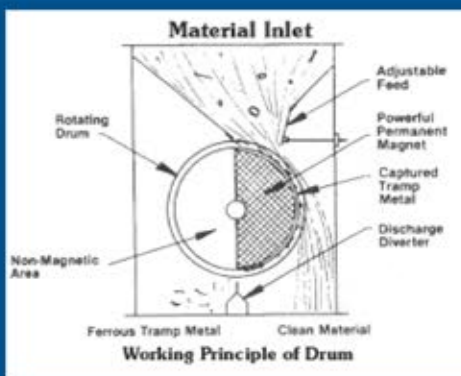 Material Inlet
Adjustable
Feed
Rotating
Drum
Powerful
Permanent
Magnet
Captured
Tramp
Metal
Discharge
Diverter
Non-Magnetic
Area
Ferrous Tramp Metal
Clean Material
Working Principle of Drum